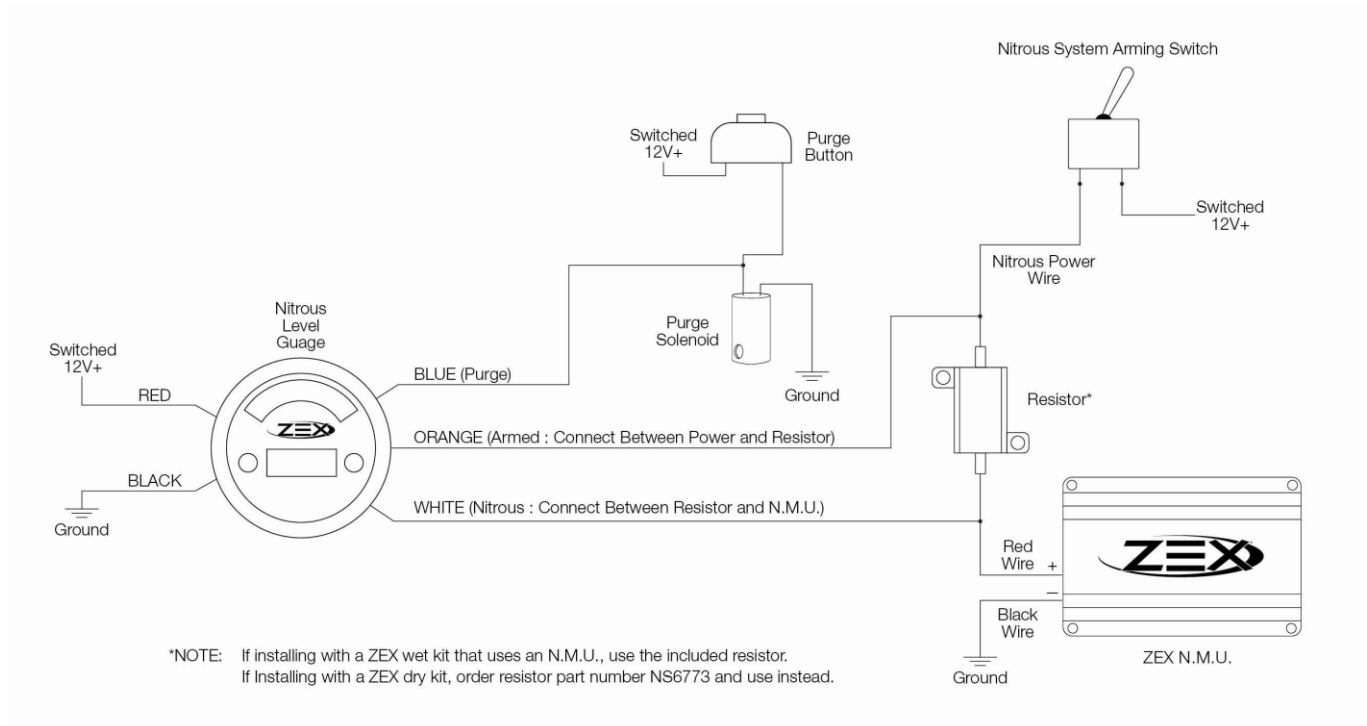 Nitrous System Arming Switch
Switched
12V+
Purge
Button
Switched
12V+
Nitrous Power
Wire
Nitrous
Level
Guage
Purge
Solenoid
Switched
12V+
RED
BLUE (Purge)
Ground
Resistor*
ZEX
ORANGE (Armed : Connect Between Power and Resistor)
BLACK
WHITE (Nitrous : Connect Between Resistor and N.M.U.)
Ground
Red
Wire
+
ZEX
–
Black
Wire
Ground
ZEX N.M.U.
*NOTE: If installing with a ZEX wet kit that uses an N.M.U., use the included resistor.
If Installing with a ZEX dry kit, order resistor part number NS6773 and use instead.